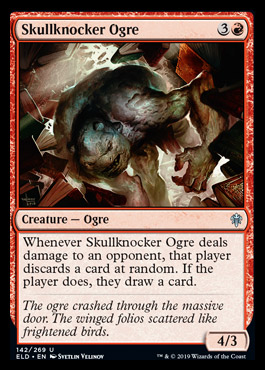 Skullknocker Ogre 3
Creature — Ogre
Whenever Skullknocker Ogre deals
damage to an opponent, that player
discards a card at random. If the
player does, they draw a card.
The ogre crashed through the massive
door. The winged folios scattered like
frightened birds.
4/3
142/269 U
ELD • EN Svetlin Velinov
™ & © 2019 Wizards of the Coast